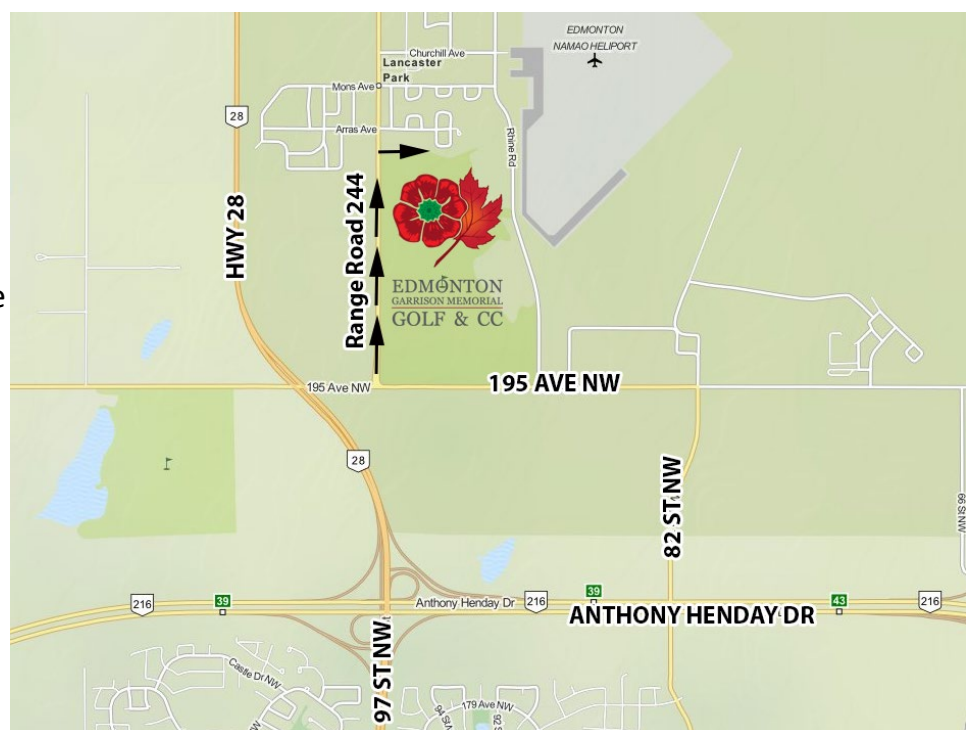 EDMONTON
NAMAO HELIPORT
Churchill Ave
Lancaster
Park
Mons Ave
28
Arras Ave
Rhine Rd
HWY 28
Range Road 244
EDMONTON
GARRISON MEMORIAL
GOLF & CC
195 Ave NW
195 AVE NW
28
82 ST NW
66 St NW
216
39
Anthony Henday Dr
216
39
ANTHONY HENDAY DR
43
216
97 ST NW
Castle Dr NW
94 St NW
179 Ave NW